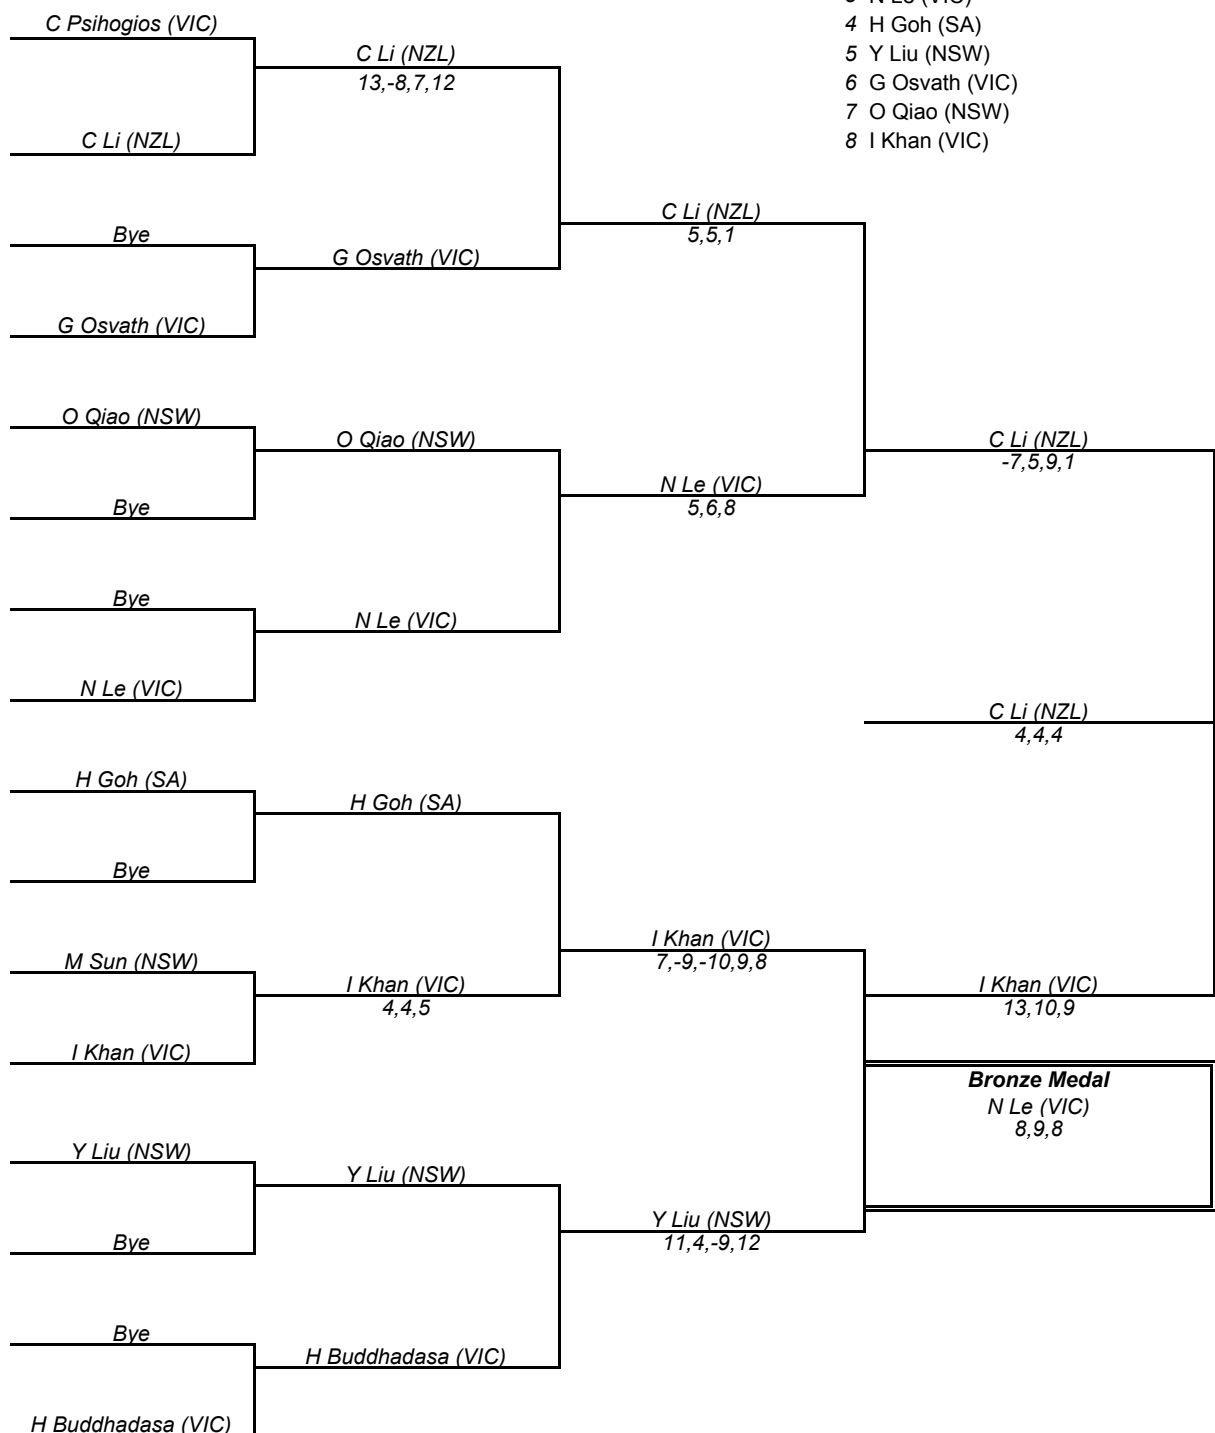 3 N Le (VIC)
C Psihogios (VIC)
4 H Goh (SA)
C Li (NZL)
5 Y Liu (NSW)
13,-8,7,12
6 G Osvath (VIC)
7 O Qiao (NSW)
C Li (NZL)
8 I Khan (VIC)
C Li (NZL)
5,5,1
Bye
G Osvath (VIC)
G Osvath (VIC)
O Qiao (NSW)
O Qiao (NSW)
C Li (NZL)
-7,5,9,1
N Le (VIC)
5,6,8
Bye
Bye
N Le (VIC)
N Le (VIC)
C Li (NZL)
4,4,4
H Goh (SA)
H Goh (SA)
Bye
I Khan (VIC)
7,-9,-10,9,8
M Sun (NSW)
I Khan (VIC)
4,4,5
I Khan (VIC)
13,10,9
I Khan (VIC)
Bronze Medal
N Le (VIC)
8,9,8
Y Liu (NSW)
Y Liu (NSW)
Y Liu (NSW)
11,4,-9,12
Bye
Bye
H Buddhadasa (VIC)
H Buddhadasa (VIC)